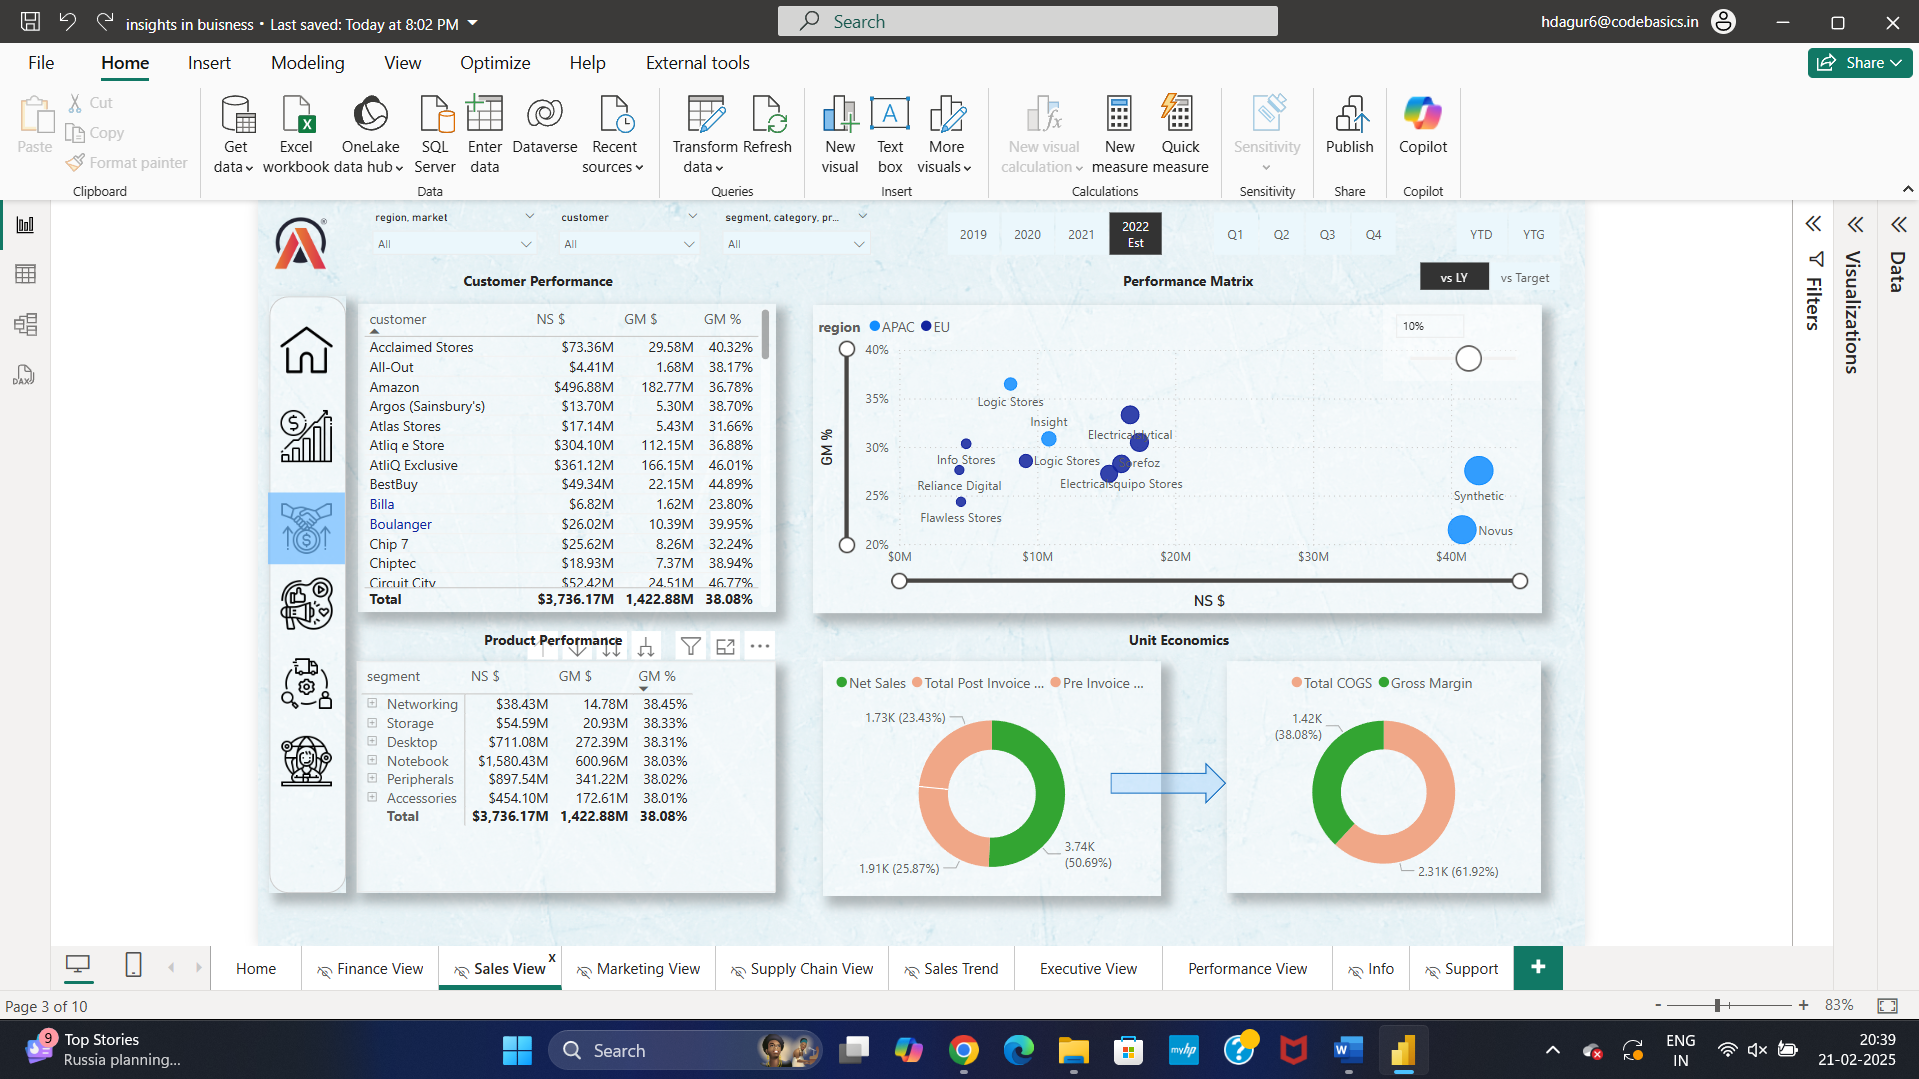 insights in buisness • Last saved: Today at 8:02 PM
Search
hdagur6@codebasics.in
File Home Insert Modeling View Optimize Help External tools
Share
Paste
Cut
Copy
Format painter
Clipboard
Get data
Excel workbook
OneLake data hub
SQL Server
Enter data
Dataverse
Recent sources
Data
Transform data
Refresh
Queries
New visual
Text box
More visuals
Insert
New visual calculation
New measure
Quick measure
Calculations
Sensitivity
Sensitivity
Publish
Share
Copilot
Copilot
region, market
All
customer
All
segment, category, pr...
All
2019 2020 2021 2022 Est
Q1 Q2 Q3 Q4
YTD YTG
vs LY vs Target
Filters
Visualizations
Data
Customer Performance
customer NS $ GM $ GM %
Acclaimed Stores $73.36M 29.58M 40.32%
All-Out $4.41M 1.68M 38.17%
Amazon $496.88M 182.77M 36.78%
Argos (Sainsbury's) $13.70M 5.30M 38.70%
Atlas Stores $17.14M 5.43M 31.66%
Atliq e Store $304.10M 112.15M 36.88%
AtliQ Exclusive $361.12M 166.15M 46.01%
BestBuy $49.34M 22.15M 44.89%
Billa $6.82M 1.62M 23.80%
Boulanger $26.02M 10.39M 39.95%
Chip 7 $25.62M 8.26M 32.24%
Chiptec $18.93M 7.37M 38.94%
Circuit City $52.42M 24.51M 46.77%
Total $3,736.17M 1,422.88M 38.08%
Performance Matrix
region APAC EU
10%
GM %
40%
35%
30%
25%
20%
Logic Stores
Insight
Info Stores
Logic Stores
Reliance Digital
Flawless Stores
Synthetic
Novus
$0M $10M $20M $30M $40M
NS $
Product Performance
segment NS $ GM $ GM %
Networking $38.43M 14.78M 38.45%
Storage $54.59M 20.93M 38.33%
Desktop $711.08M 272.39M 38.31%
Notebook $1,580.43M 600.96M 38.03%
Peripherals $897.54M 341.22M 38.02%
Accessories $454.10M 172.61M 38.01%
Total $3,736.17M 1,422.88M 38.08%
Unit Economics
Net Sales Total Post Invoice ... Pre Invoice ...
1.73K (23.43%)
1.91K (25.87%)
3.74K (50.69%)
Total COGS Gross Margin
1.42K (38.08%)
2.31K (61.92%)
Home Finance View Sales View x Marketing View Supply Chain View Sales Trend Executive View Performance View Info Support +
Page 3 of 10
- + 83%
9
Top Stories
Russia planning...
Search
myhp
ENG
IN
20:39
21-02-2025